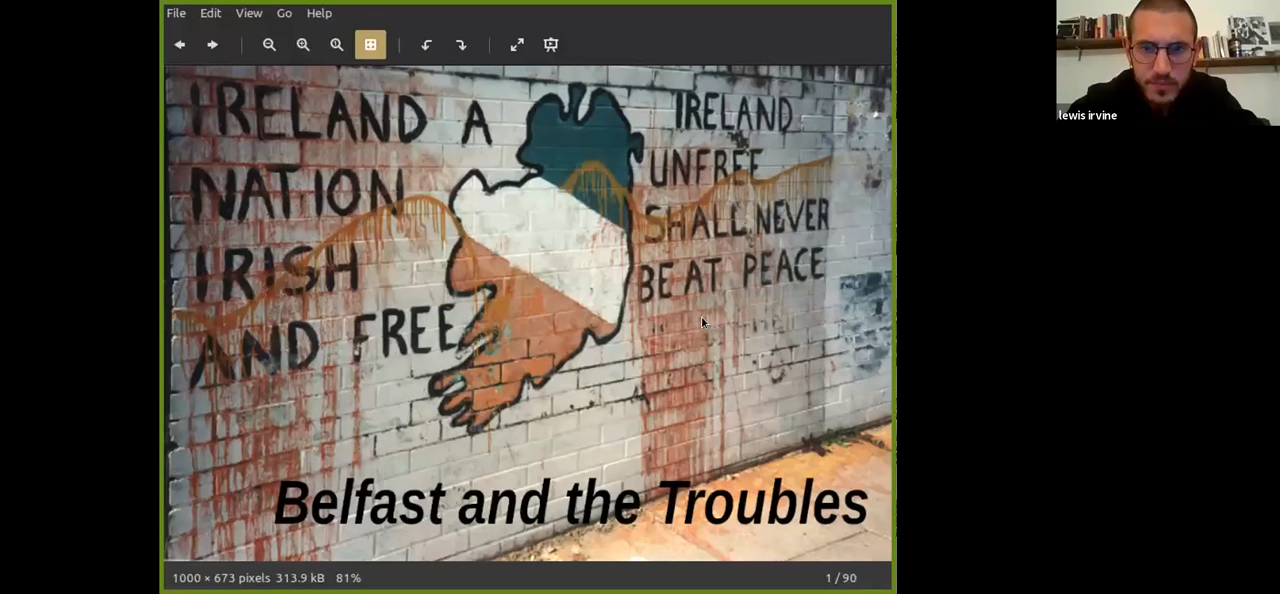 File Edit View Go Help
IRELAND A
NATION
IRISH
AND FREE
IRELAND
UNFREE
SHALL NEVER
BE AT PEACE
Belfast and the Troubles
1000 × 673 pixels 313.9 kB 81%
1 / 90
lewis irvine